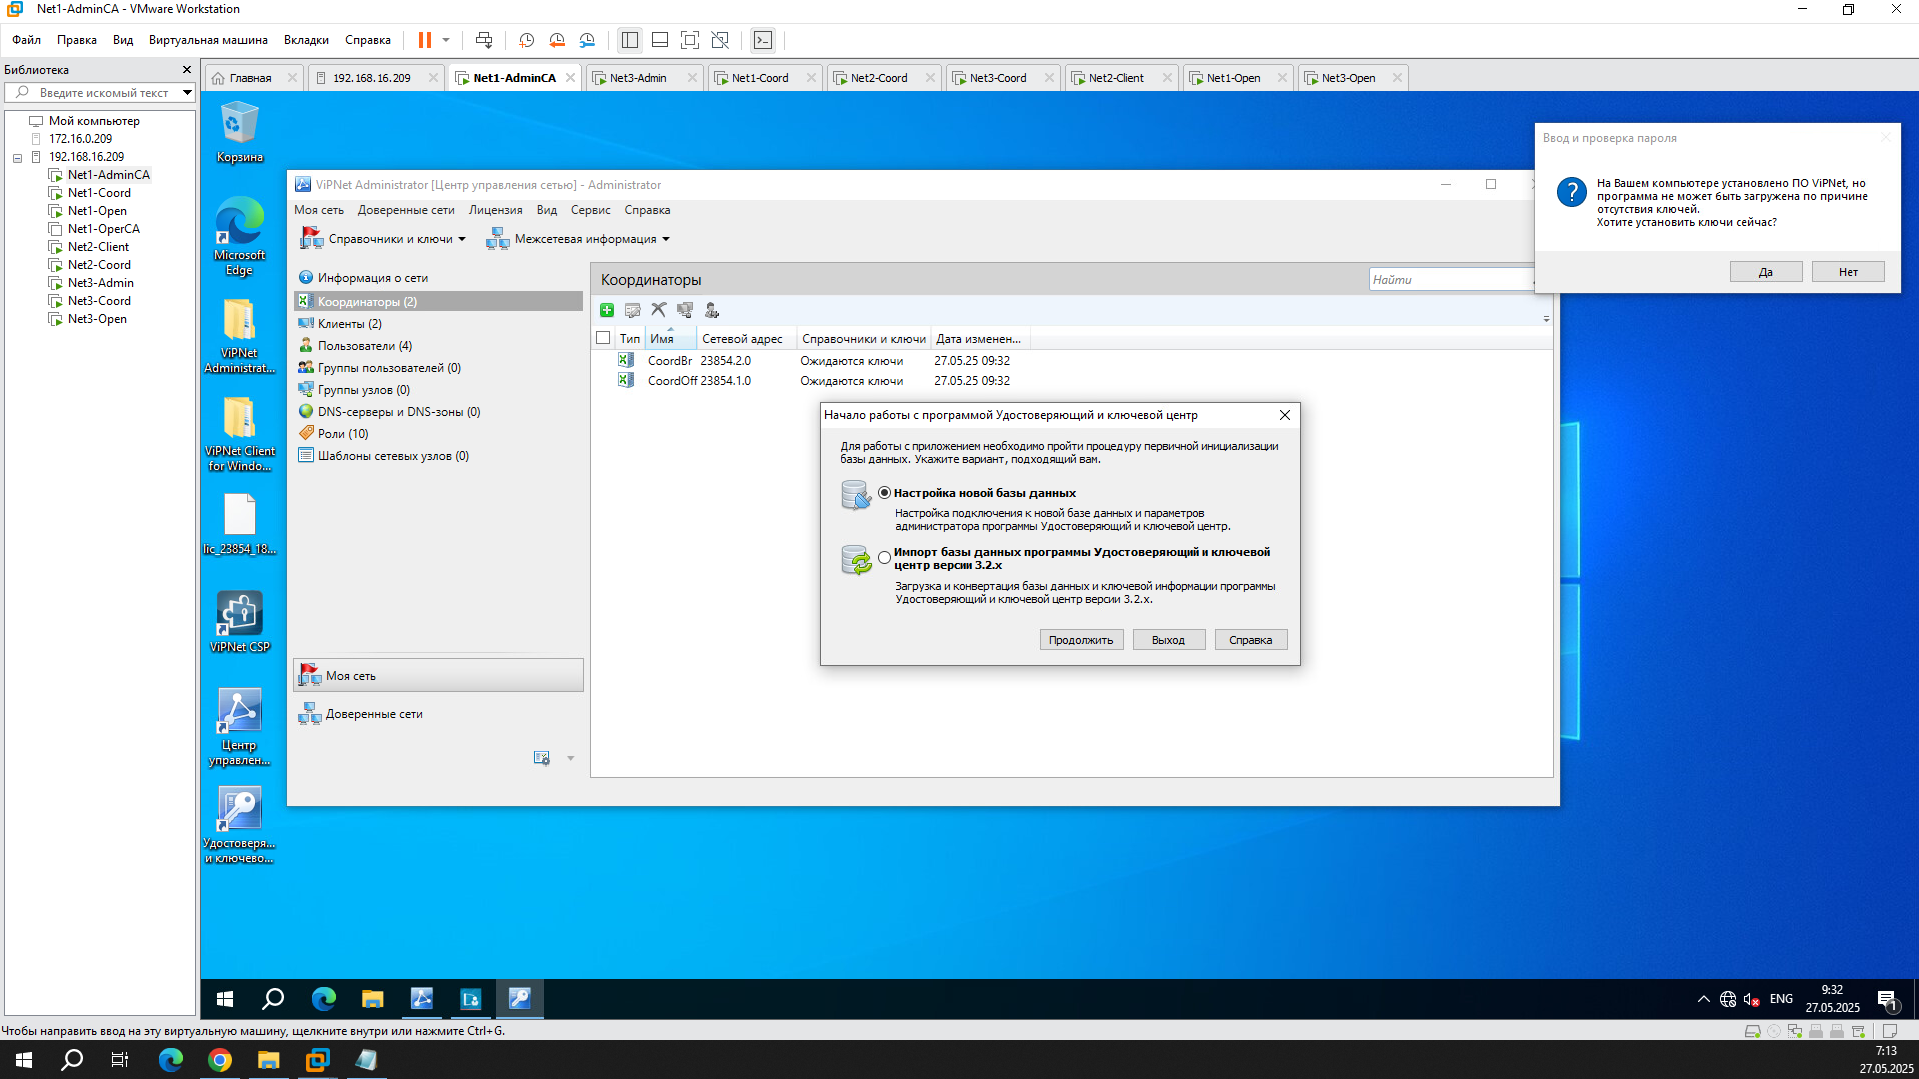 Net1-AdminCA - VMware Workstation
Файл Правка Вид Виртуальная машина Вкладки Справка
Библиотека
Введите искомый текст
Мой компьютер
172.16.0.209
192.168.16.209
Net1-AdminCA
Net1-Coord
Net1-Open
Net1-OperCA
Net2-Client
Net2-Coord
Net3-Admin
Net3-Coord
Net3-Open
Главная 192.168.16.209 Net1-AdminCA Net3-Admin Net1-Coord Net2-Coord Net3-Coord Net2-Client Net1-Open Net3-Open
Корзина
Microsoft
Edge
ViPNet
Administrat...
ViPNet Client
for Windo...
lic_23854_18...
ViPNet CSP
Центр
управлен...
Удостоверя...
и ключево...
ViPNet Administrator [Центр управления сетью] - Administrator
Моя сеть Доверенные сети Лицензия Вид Сервис Справка
Справочники и ключи Межсетевая информация
Информация о сети
Координаторы (2)
Клиенты (2)
Пользователи (4)
Группы пользователей (0)
Группы узлов (0)
DNS-серверы и DNS-зоны (0)
Роли (10)
Шаблоны сетевых узлов (0)
Моя сеть
Доверенные сети
Координаторы
Найти
Тип Имя Сетевой адрес Справочники и ключи Дата изменен...
CoordBr 23854.2.0 Ожидаются ключи 27.05.25 09:32
CoordOff 23854.1.0 Ожидаются ключи 27.05.25 09:32
Начало работы с программой Удостоверяющий и ключевой центр
Для работы с приложением необходимо пройти процедуру первичной инициализации
базы данных. Укажите вариант, подходящий вам.
Настройка новой базы данных
Настройка подключения к новой базе данных и параметров
администратора программы Удостоверяющий и ключевой центр.
Импорт базы данных программы Удостоверяющий и ключевой
центр версии 3.2.x
Загрузка и конвертация базы данных и ключевой информации программы
Удостоверяющий и ключевой центр версии 3.2.x.
Продолжить Выход Справка
Ввод и проверка пароля
На Вашем компьютере установлено ПО ViPNet, но
программа не может быть загружена по причине
отсутствия ключей.
Хотите установить ключи сейчас?
Да Нет
ENG
9:32
27.05.2025
1
Чтобы направить ввод на эту виртуальную машину, щелкните внутри или нажмите Ctrl+G.
7:13
27.05.2025